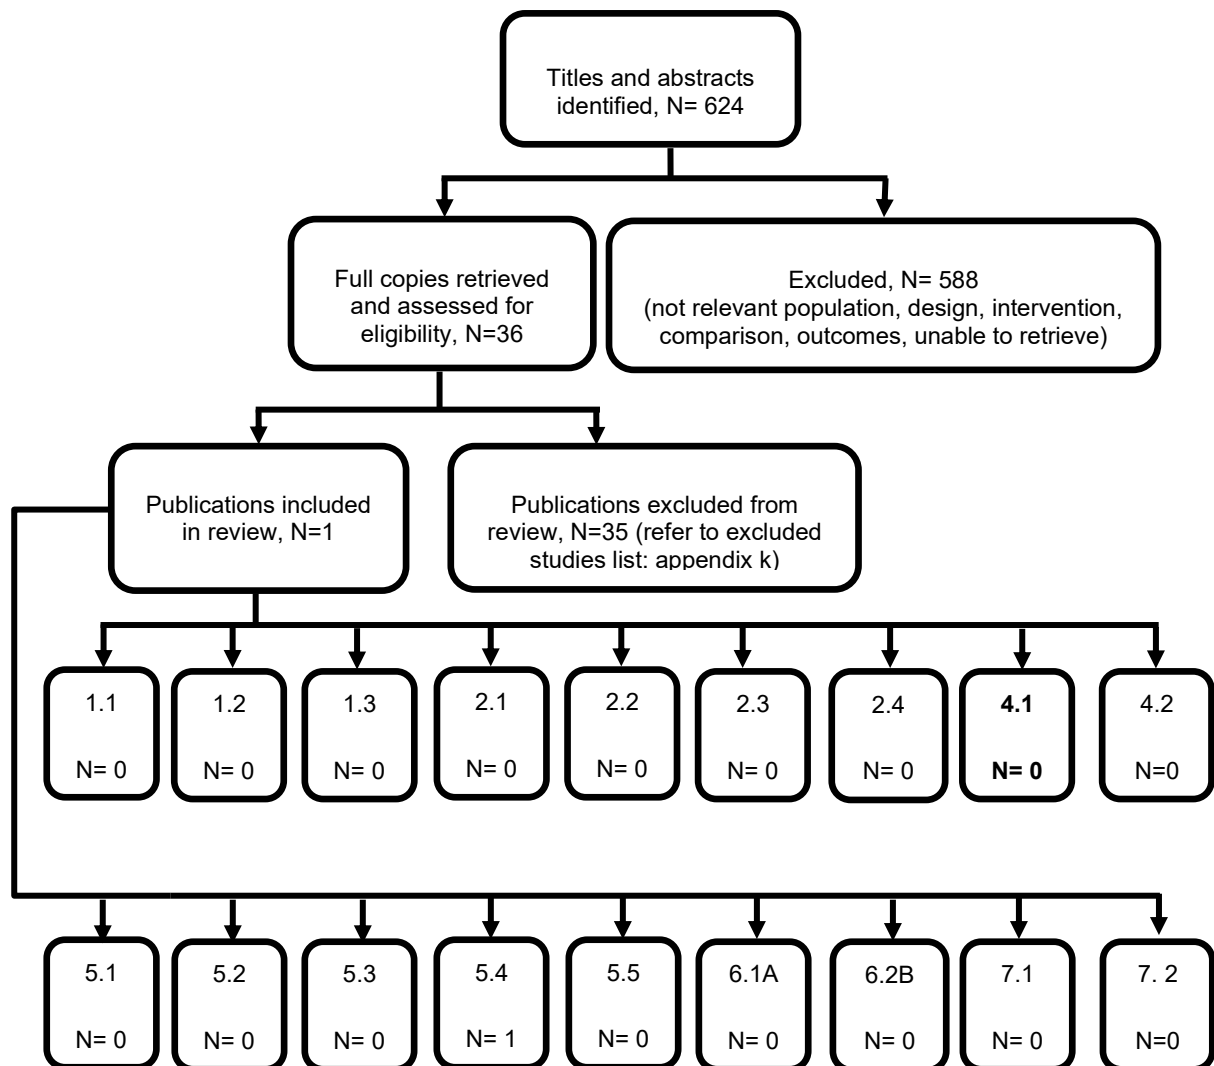 Titles and abstracts
identified, N= 624
Full copies retrieved
and assessed for
eligibility, N=36
Excluded, N= 588
(not relevant population, design, intervention,
comparison, outcomes, unable to retrieve)
Publications included
in review, N=1
Publications excluded from
review, N=35 (refer to excluded
studies list: appendix k)
1.1
N= 0
1.2
N= 0
1.3
N= 0
2.1
N= 0
2.2
N= 0
2.3
N= 0
2.4
N= 0
4.1
N= 0
4.2
N=0
5.1
N= 0
5.2
N= 0
5.3
N= 0
5.4
N= 1
5.5
N= 0
6.1A
N= 0
6.2B
N= 0
7.1
N= 0
7. 2
N=0